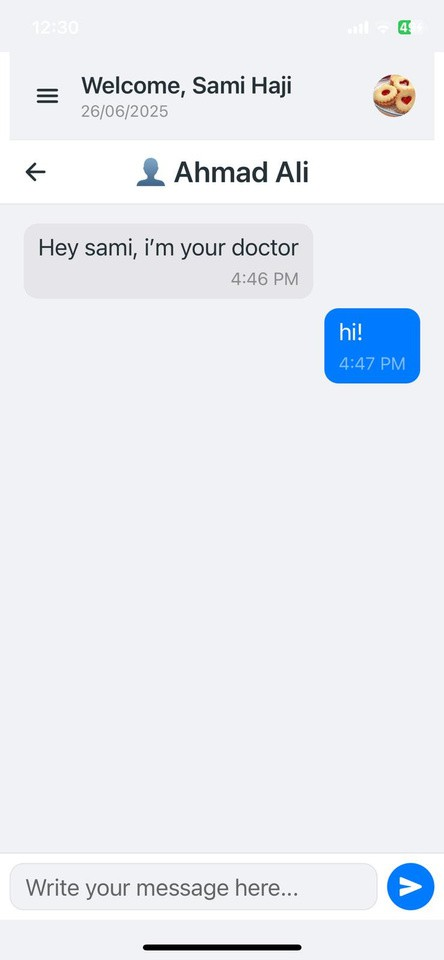 12:30
Welcome, Sami Haji
26/06/2025
Ahmad Ali
Hey sami, i’m your doctor
4:46 PM
hi!
4:47 PM
Write your message here...